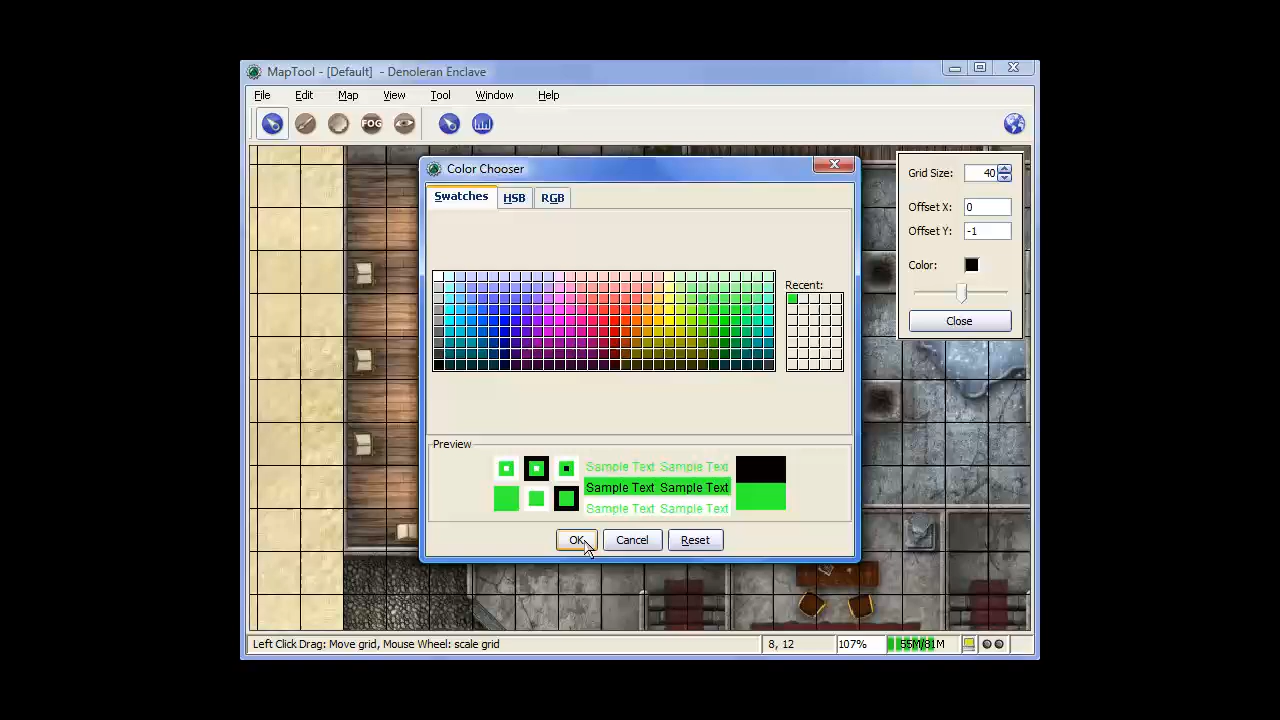 MapTool - [Default]  - Denoleran Enclave
File Edit Map View Tool Window Help
FOG
Color Chooser
Swatches HSB RGB
Recent:
Preview
Sample Text Sample Text
Sample Text Sample Text
Sample Text Sample Text
OK Cancel Reset
Grid Size: 40
Offset X: 0
Offset Y: -1
Color:
Close
Left Click Drag: Move grid, Mouse Wheel: scale grid 8, 12 107% 55M/81M